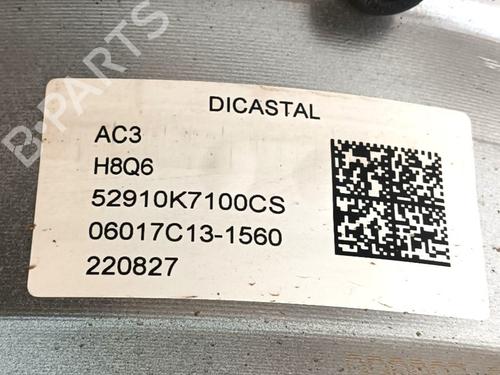 B-PARTS
DICASTAL
AC3
H8Q6
52910K7100CS
06017C13-1560
220827